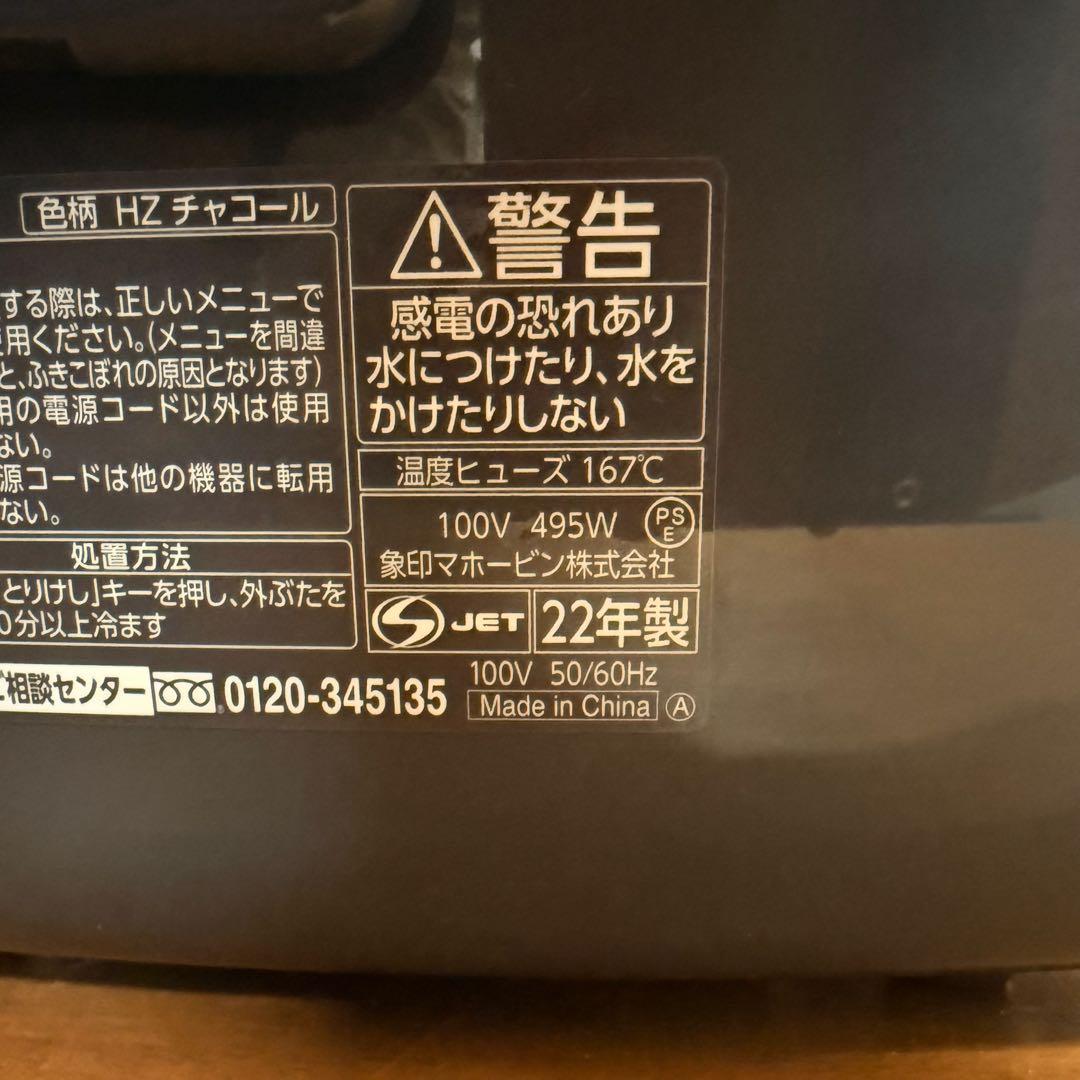 色柄 HZ チャコール
する際は、正しいメニューで
使用ください。(メニューを間違
と、ふきこぼれの原因となります)
用の電源コード以外は使用
ない。
源コードは他の機器に転用
ない。
処置方法
とりけし」キーを押し、外ぶたを
0分以上冷ます
ご相談センター 0120-345135
警告
感電の恐れあり
水につけたり、水を
かけたりしない
温度ヒューズ 167℃
100V 495W PSE
象印マホービン株式会社
S JET 22年製
100V 50/60Hz
Made in China A